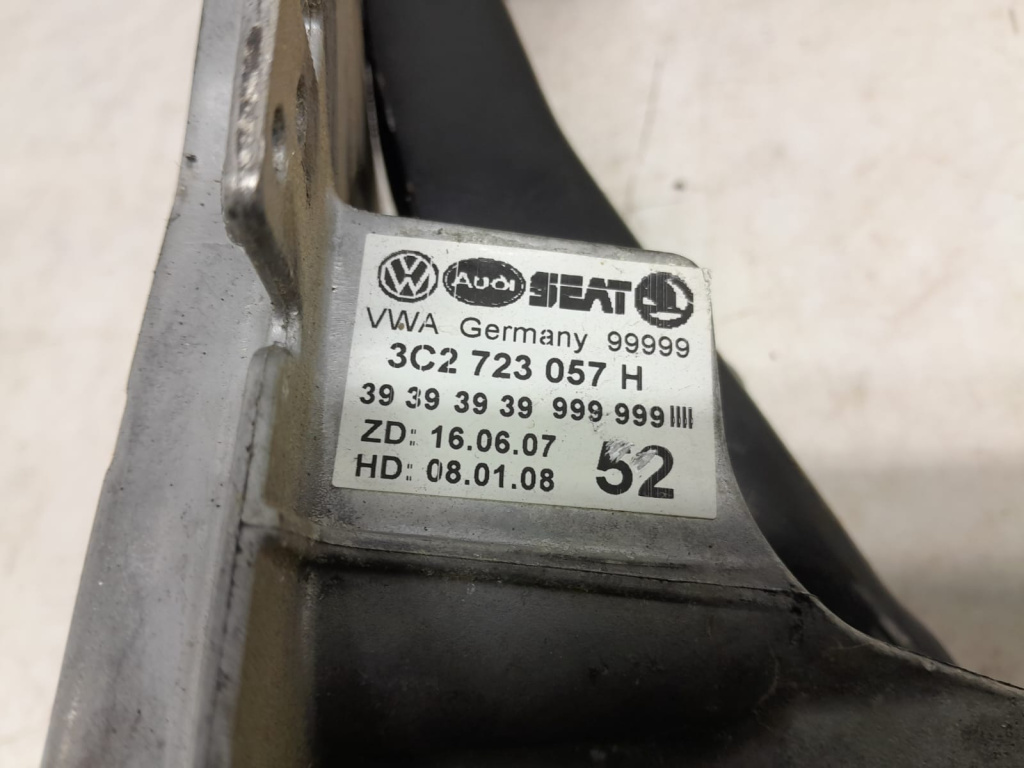 VW Audi SEAT
VWA Germany 99999
3C2 723 057 H
39 39 39 39 999 999
ZD: 16.06.07
HD: 08.01.08 52